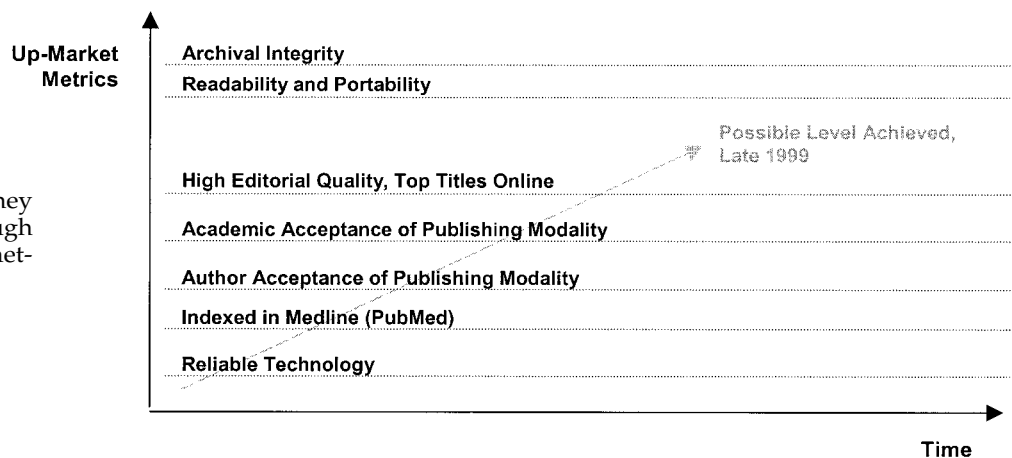 Up-Market
Metrics
Archival Integrity
Readability and Portability
Possible Level Achieved,
Late 1999
High Editorial Quality, Top Titles Online
Academic Acceptance of Publishing Modality
Author Acceptance of Publishing Modality
Indexed in Medline (PubMed)
Reliable Technology
Time